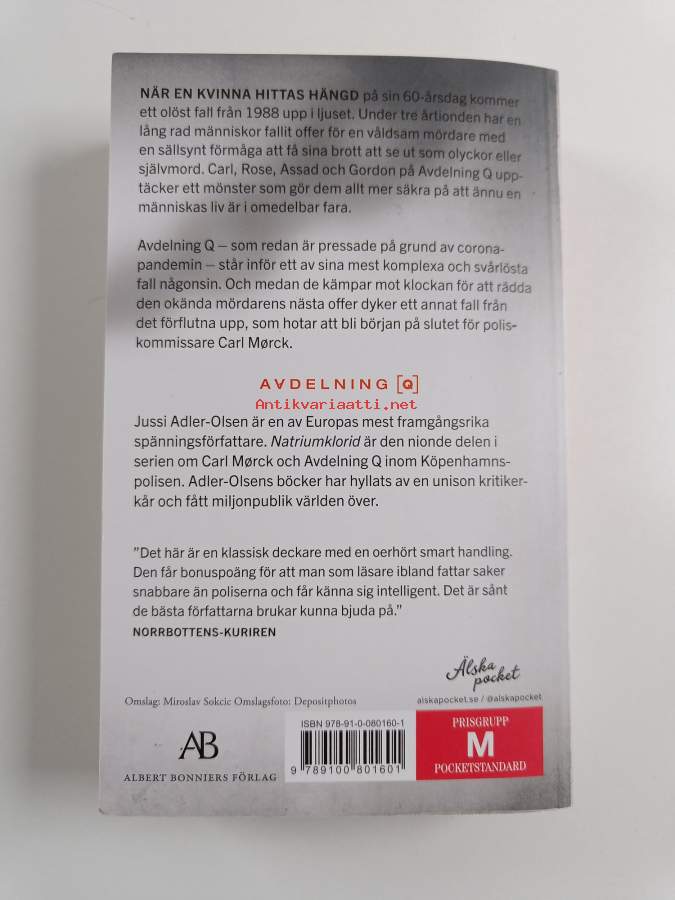 NÄR EN KVINNA HITTAS HÄNGD på sin 60-årsdag kommer
ett olöst fall från 1988 upp i ljuset. Under tre årtionden har en
lång rad människor fallit offer för en våldsam mördare med
en sällsynt förmåga att få sina brott att se ut som olyckor eller
självmord. Carl, Rose, Assad och Gordon på Avdelning Q upp-
täcker ett mönster som gör dem allt mer säkra på att ännu en
människas liv är i omedelbar fara.
Avdelning Q – som redan är pressade på grund av corona-
pandemin – står inför ett av sina mest komplexa och svårlösta
fall någonsin. Och medan de kämpar mot klockan för att rädda
den okända mördarens nästa offer dyker ett annat fall från
det förflutna upp, som hotar att bli början på slutet för polis-
kommissare Carl Mørck.
AVDELNING [Q]
Antikvariaatti.net
Jussi Adler-Olsen är en av Europas mest framgångsrika
spänningsförfattare. Natriumklorid är den nionde delen i
serien om Carl Mørck och Avdelning Q inom Köpenhamns-
polisen. Adler-Olsens böcker har hyllats av en unison kritiker-
kår och fått miljonpublik världen över.
”Det här är en klassisk deckare med en oerhört smart handling.
Den får bonuspoäng för att man som läsare ibland fattar saker
snabbare än poliserna och får känna sig intelligent. Det är sånt
de bästa författarna brukar kunna bjuda på.”
NORRBOTTENS-KURIREN
Älska
pocket
alskapocket.se / @alskapocket
Omslag: Miroslav Sokcic Omslagsfoto: Depositphotos
AB
ALBERT BONNIERS FÖRLAG
ISBN 978-91-0-080160-1
9 789100 801601
PRISGRUPP
M
POCKETSTANDARD